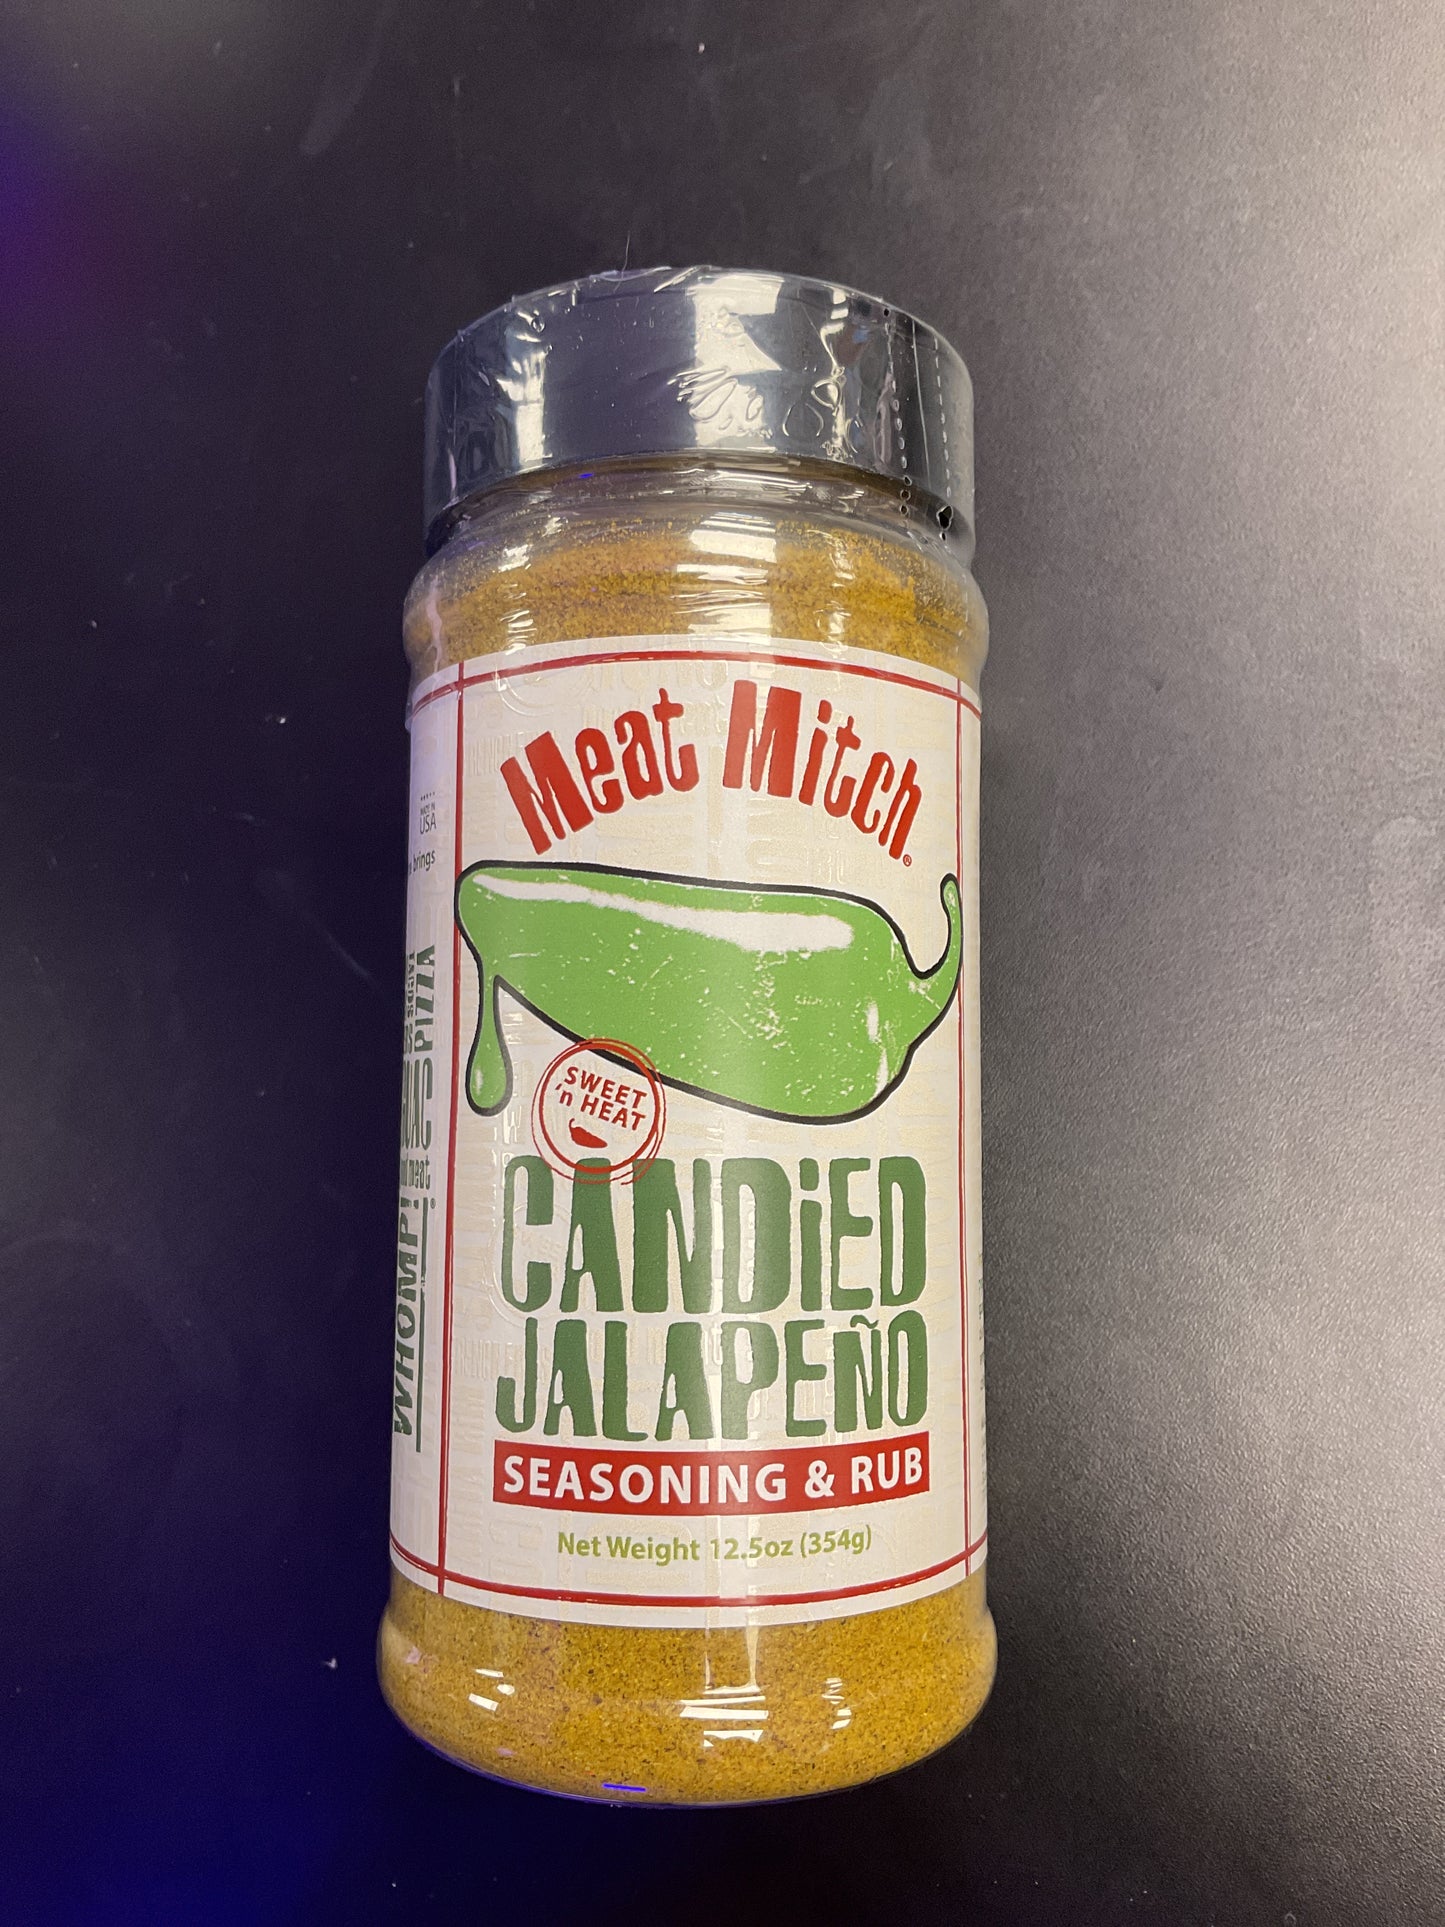 Meat Mitch®
SWEET
'n HEAT
CANDiED
JALAPEÑO
SEASONING & RUB
Net Weight 12.5oz (354g)
MADE IN
USA
brings
PIZZA
meat
WHOMP!